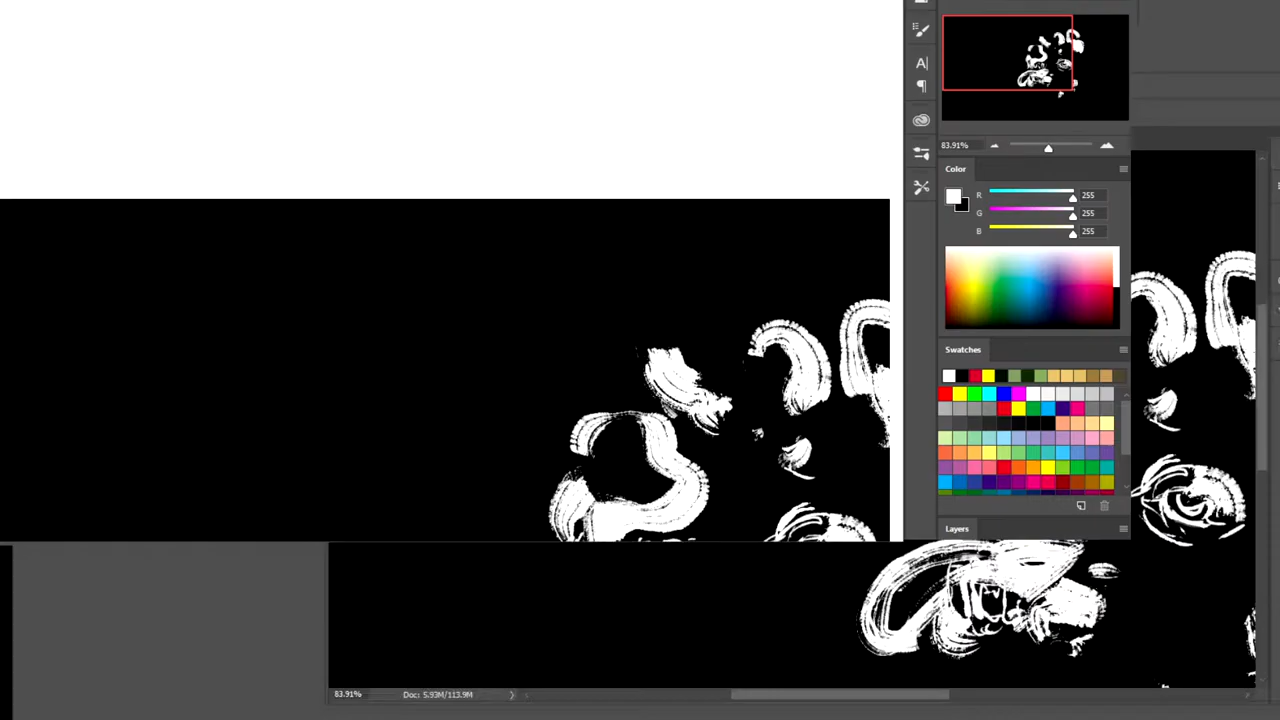 A|
83.91%
Color
R 255
G 255
B 255
Swatches
Layers
83.91% Doc: 5.93M/113.9M